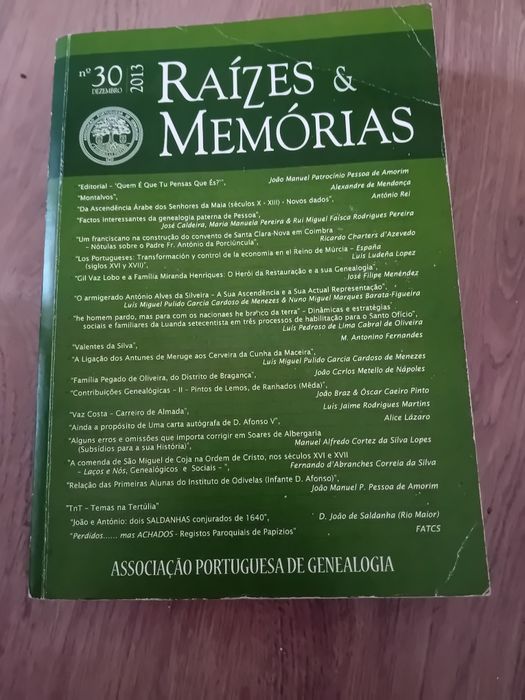 nº 30
DEZEMBRO
2013
RAÍZES &
MEMÓRIAS
"Editorial - 'Quem É Que Tu Pensas Que És?'", João Manuel Patrocínio Pessoa de Amorim
"Montalvos", Alexandre de Mendonça
"Da Ascendência Árabe dos Senhores da Maia (séculos X - XIII) - Novos dados", António Rei
"Factos interessantes da genealogia paterna de Pessoa",
José Caldeira, Maria Manuela Pereira & Rui Miguel Faísca Rodrigues Pereira
"Um franciscano na construção do convento de Santa Clara-Nova em Coimbra
- Nótulas sobre o Padre Fr. António da Porciúncula", Ricardo Charters d'Azevedo
"Los Portugueses: Transformación y control de la economia en el Reino de Múrcia - España
(siglos XVI y XVII)", Luis Ludeña Lopez
"Gil Vaz Lobo e a Família Miranda Henriques: O Herói da Restauração e a sua Genealogia",
José Filipe Menéndez
"O armigerado António Alves da Silveira - A Sua Ascendência e a Sua Actual Representação",
Luís Miguel Pulido Garcia Cardoso de Menezes & Nuno Miguel Marques Barata-Figueira
"he homem pardo, mas para com os nacionaes he branco da terra" - Dinâmicas e estratégias
sociais e familiares da Luanda setecentista em três processos de habilitação para o Santo Ofício",
Luís Pedroso de Lima Cabral de Oliveira
"Valentes da Silva", M. Antonino Fernandes
"A Ligação dos Antunes de Meruge aos Cerveira da Cunha da Maceira",
Luís Miguel Pulido Garcia Cardoso de Menezes
"Família Pegado de Oliveira, do Distrito de Bragança", João Carlos Metello de Nápoles
"Contribuições Genealógicas - II - Pintos de Lemos, de Ranhados (Mêda)",
João Braz & Óscar Caeiro Pinto
"Vaz Costa - Carreiro de Almada", Luís Jaime Rodrigues Martins
"Ainda a propósito de Uma carta autógrafa de D. Afonso V", Alice Lázaro
"Alguns erros e omissões que importa corrigir em Soares de Albergaria
(Subsídios para a sua História)", Manuel Alfredo Cortez da Silva Lopes
"A comenda de São Miguel de Coja na Ordem de Cristo, nos séculos XVI e XVII
- Laços e Nós, Genealógicos e Sociais - ", Fernando d'Abranches Correia da Silva
"Relação das Primeiras Alunas do Instituto de Odivelas (Infante D. Afonso)",
João Manuel P. Pessoa de Amorim
"TnT - Temas na Tertúlia"
"João e António: dois SALDANHAS conjurados de 1640", D. João de Saldanha (Rio Maior)
"Perdidos...... mas ACHADOS - Registos Paroquiais de Papízios" FATCS
ASSOCIAÇÃO PORTUGUESA DE GENEALOGIA